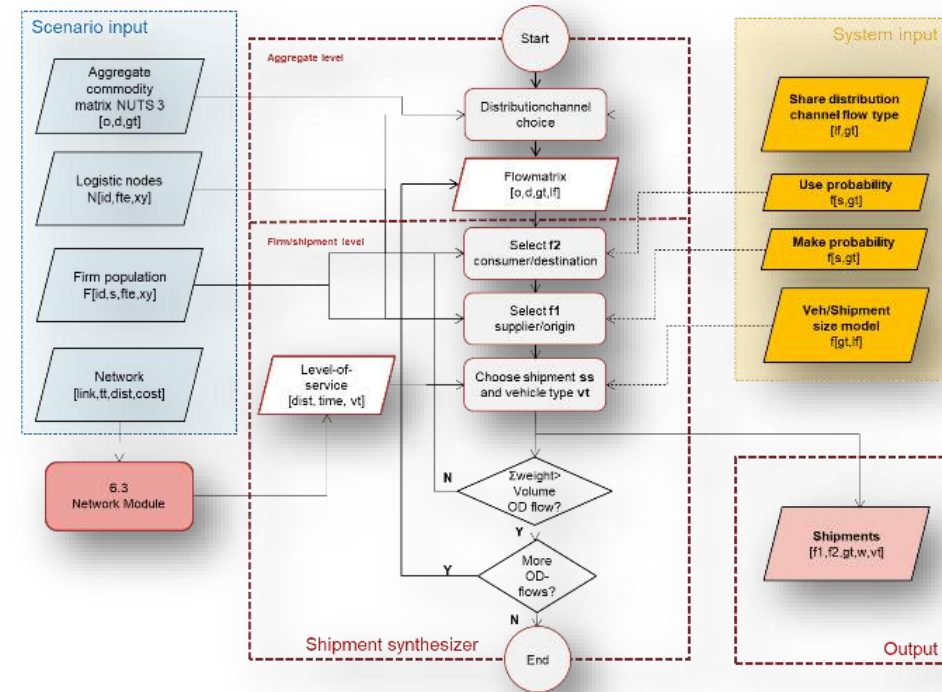 Scenario input
Aggregate
commodity
matrix NUTS 3
[o,d,gt]
Logistic nodes
N[id,fte,xy]
Firm population
F[id,s,fte,xy]
Network
[link,tt,dist,cost]
6.3
Network Module
Aggregate level
Start
Distributionchannel
choice
Flowmatrix
[o,d,gt,lf]
Firm/shipment level
Select f2
consumer/destination
Select f1
supplier/origin
Level-of-
service
[dist, time, vt]
Choose shipment ss
and vehicle type vt
N
Σweight>
Volume
OD flow?
Y
Y
More
OD-
flows?
N
End
Shipment synthesizer
System input
Share distribution
channel flow type
[lf,gt]
Use probability
f[s,gt]
Make probability
f[s,gt]
Veh/Shipment
size model
f[gt,lf]
Shipments
[f1,f2,gt,w,vt]
Output